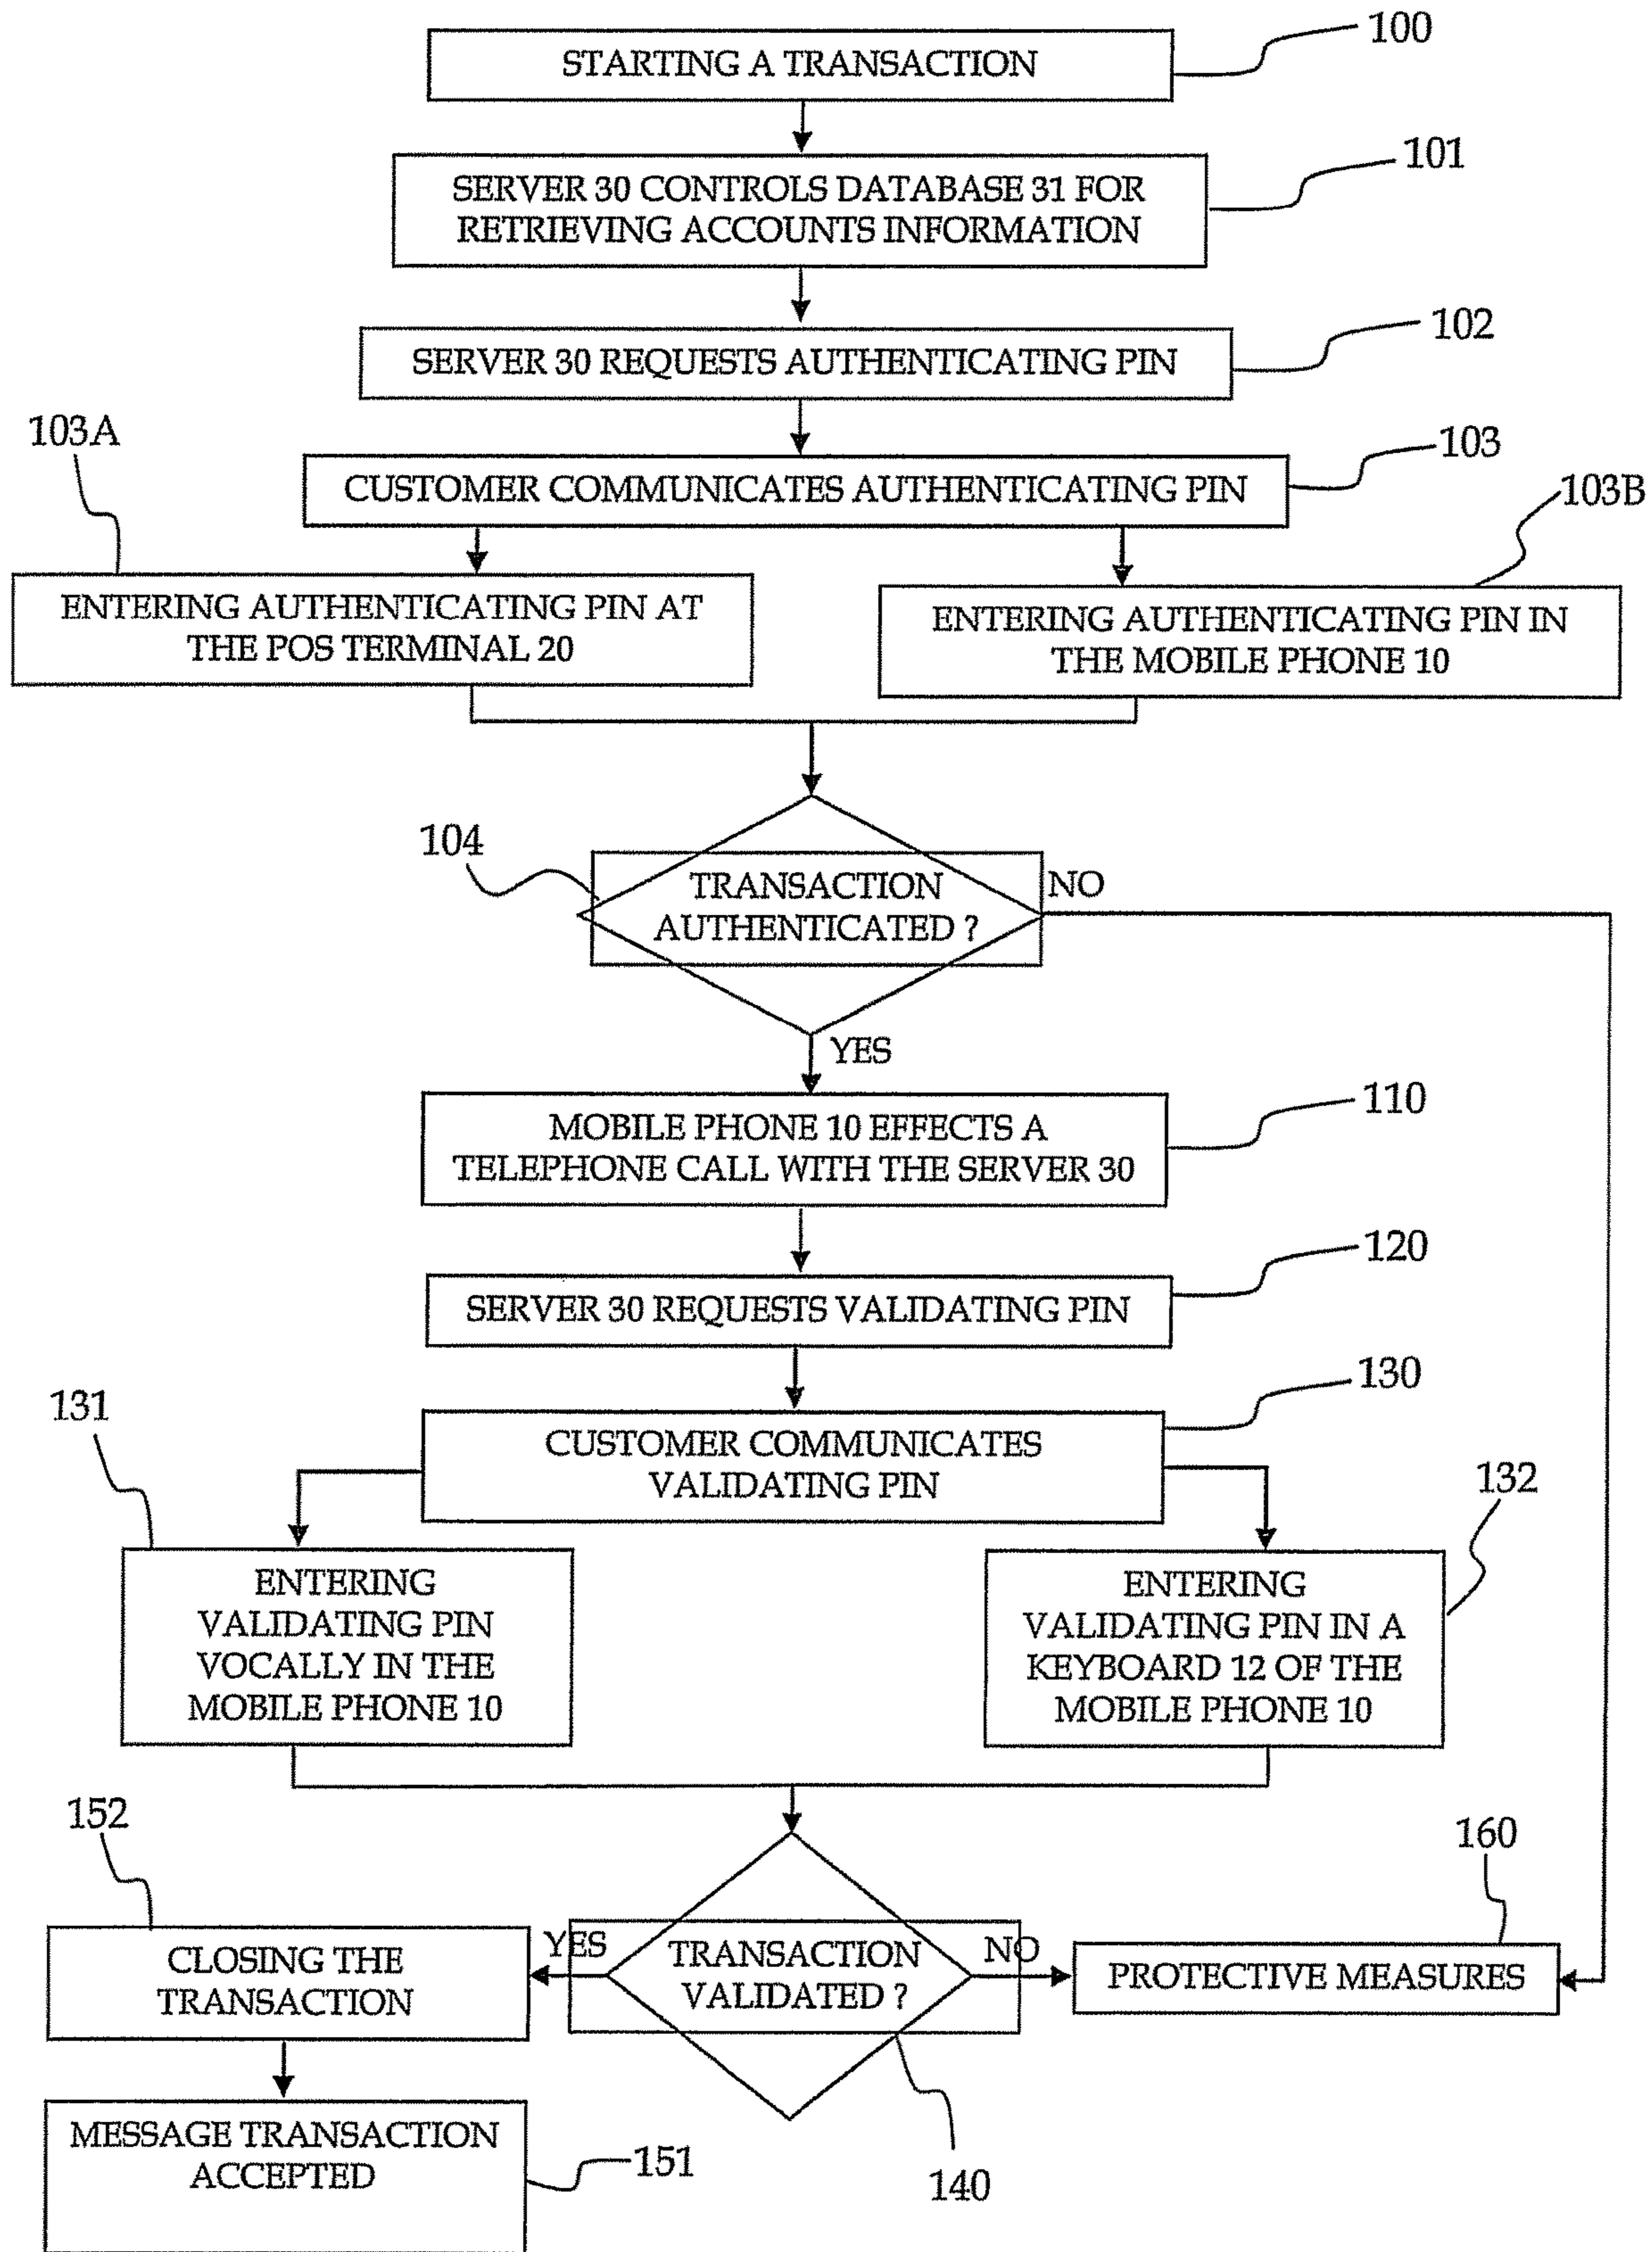 100
STARTING A TRANSACTION
101
SERVER 30 CONTROLS DATABASE 31 FOR
RETRIEVING ACCOUNTS INFORMATION
102
SERVER 30 REQUESTS AUTHENTICATING PIN
103A
103
CUSTOMER COMMUNICATES AUTHENTICATING PIN
103B
ENTERING AUTHENTICATING PIN AT
THE POS TERMINAL 20
ENTERING AUTHENTICATING PIN IN
THE MOBILE PHONE 10
104
TRANSACTION
AUTHENTICATED ?
NO
YES
110
MOBILE PHONE 10 EFFECTS A
TELEPHONE CALL WITH THE SERVER 30
120
SERVER 30 REQUESTS VALIDATING PIN
130
131
CUSTOMER COMMUNICATES
VALIDATING PIN
132
ENTERING
VALIDATING PIN
VOCALLY IN THE
MOBILE PHONE 10
ENTERING
VALIDATING PIN IN A
KEYBOARD 12 OF THE
MOBILE PHONE 10
152
160
CLOSING THE
TRANSACTION
YES
TRANSACTION
VALIDATED ?
NO
PROTECTIVE MEASURES
MESSAGE TRANSACTION
ACCEPTED
151
140